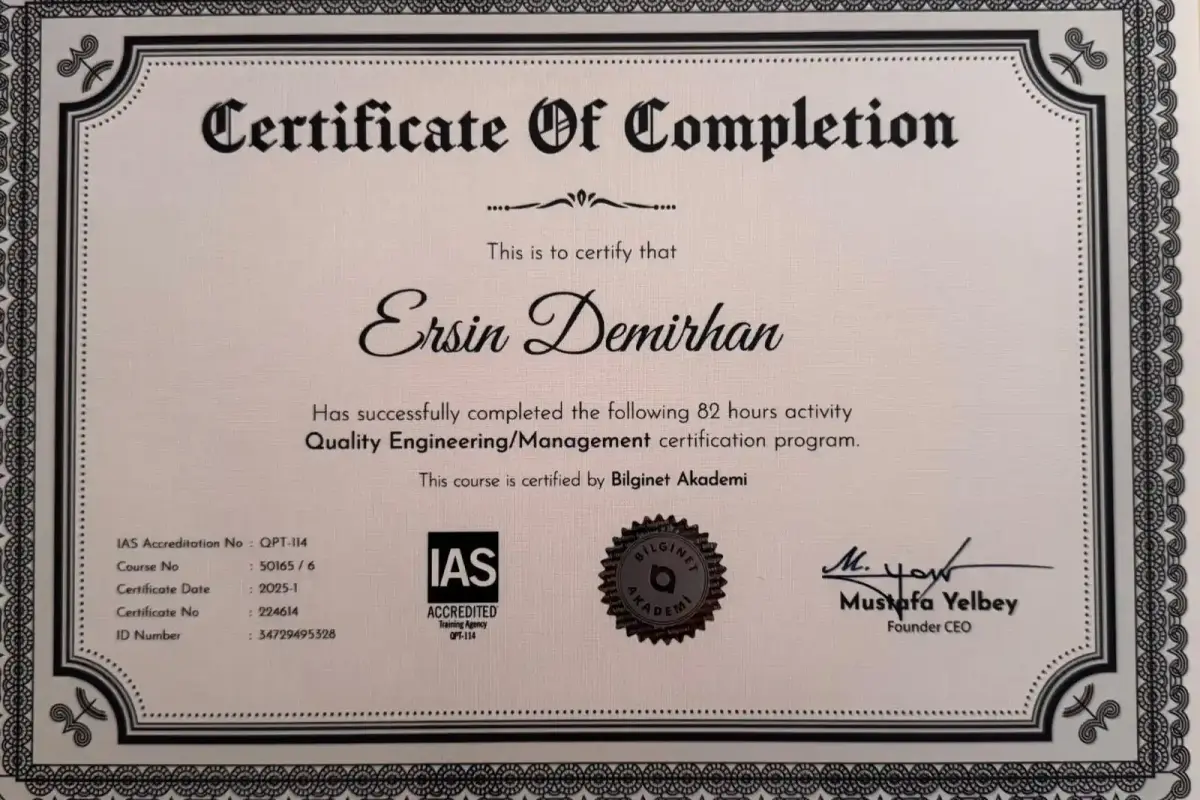 Certificate Of Completion
This is to certify that
Ersin Demirhan
Has successfully completed the following 82 hours activity
Quality Engineering/Management certification program.
This course is certified by Bilginet Akademi
IAS Accreditation No : QPT-114
Course No : 50165 / 6
Certificate Date : 2025-1
Certificate No : 224614
ID Number : 34729495328
IAS
ACCREDITED
Training Agency
QPT-114
BILGINET
AKADEMI
Mustafa Yelbey
Founder CEO